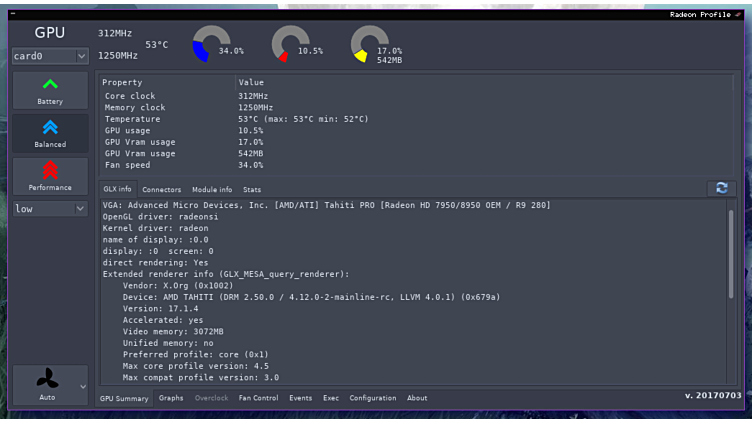 Radeon Profile
GPU
card0
312MHz
1250MHz
53°C
34.0%
10.5%
17.0%
542MB
Battery
Balanced
Performance
low
Auto
Property Value
Core clock 312MHz
Memory clock 1250MHz
Temperature 53°C (max: 53°C min: 52°C)
GPU usage 10.5%
GPU Vram usage 17.0%
GPU Vram usage 542MB
Fan speed 34.0%
GLX info Connectors Module info Stats
VGA: Advanced Micro Devices, Inc. [AMD/ATI] Tahiti PRO [Radeon HD 7950/8950 OEM / R9 280]
OpenGL driver: radeonsi
Kernel driver: radeon
name of display: :0.0
display: :0 screen: 0
direct rendering: Yes
Extended renderer info (GLX_MESA_query_renderer):
Vendor: X.Org (0x1002)
Device: AMD TAHITI (DRM 2.50.0 / 4.12.0-2-mainline-rc, LLVM 4.0.1) (0x679a)
Version: 17.1.4
Accelerated: yes
Video memory: 3072MB
Unified memory: no
Preferred profile: core (0x1)
Max core profile version: 4.5
Max compat profile version: 3.0
GPU Summary Graphs Overclock Fan Control Events Exec Configuration About
v. 20170703